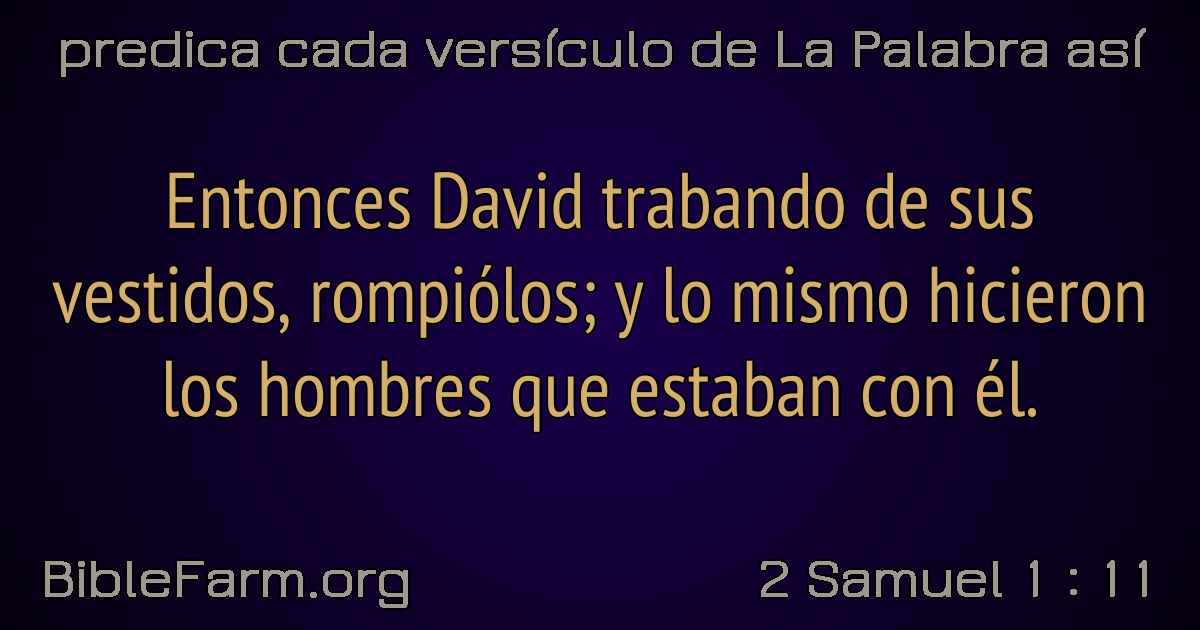 predica cada versículo de La Palabra así
Entonces David trabando de sus
vestidos, rompiólos; y lo mismo hicieron
los hombres que estaban con él.
BibleFarm.org
2 Samuel 1 : 11